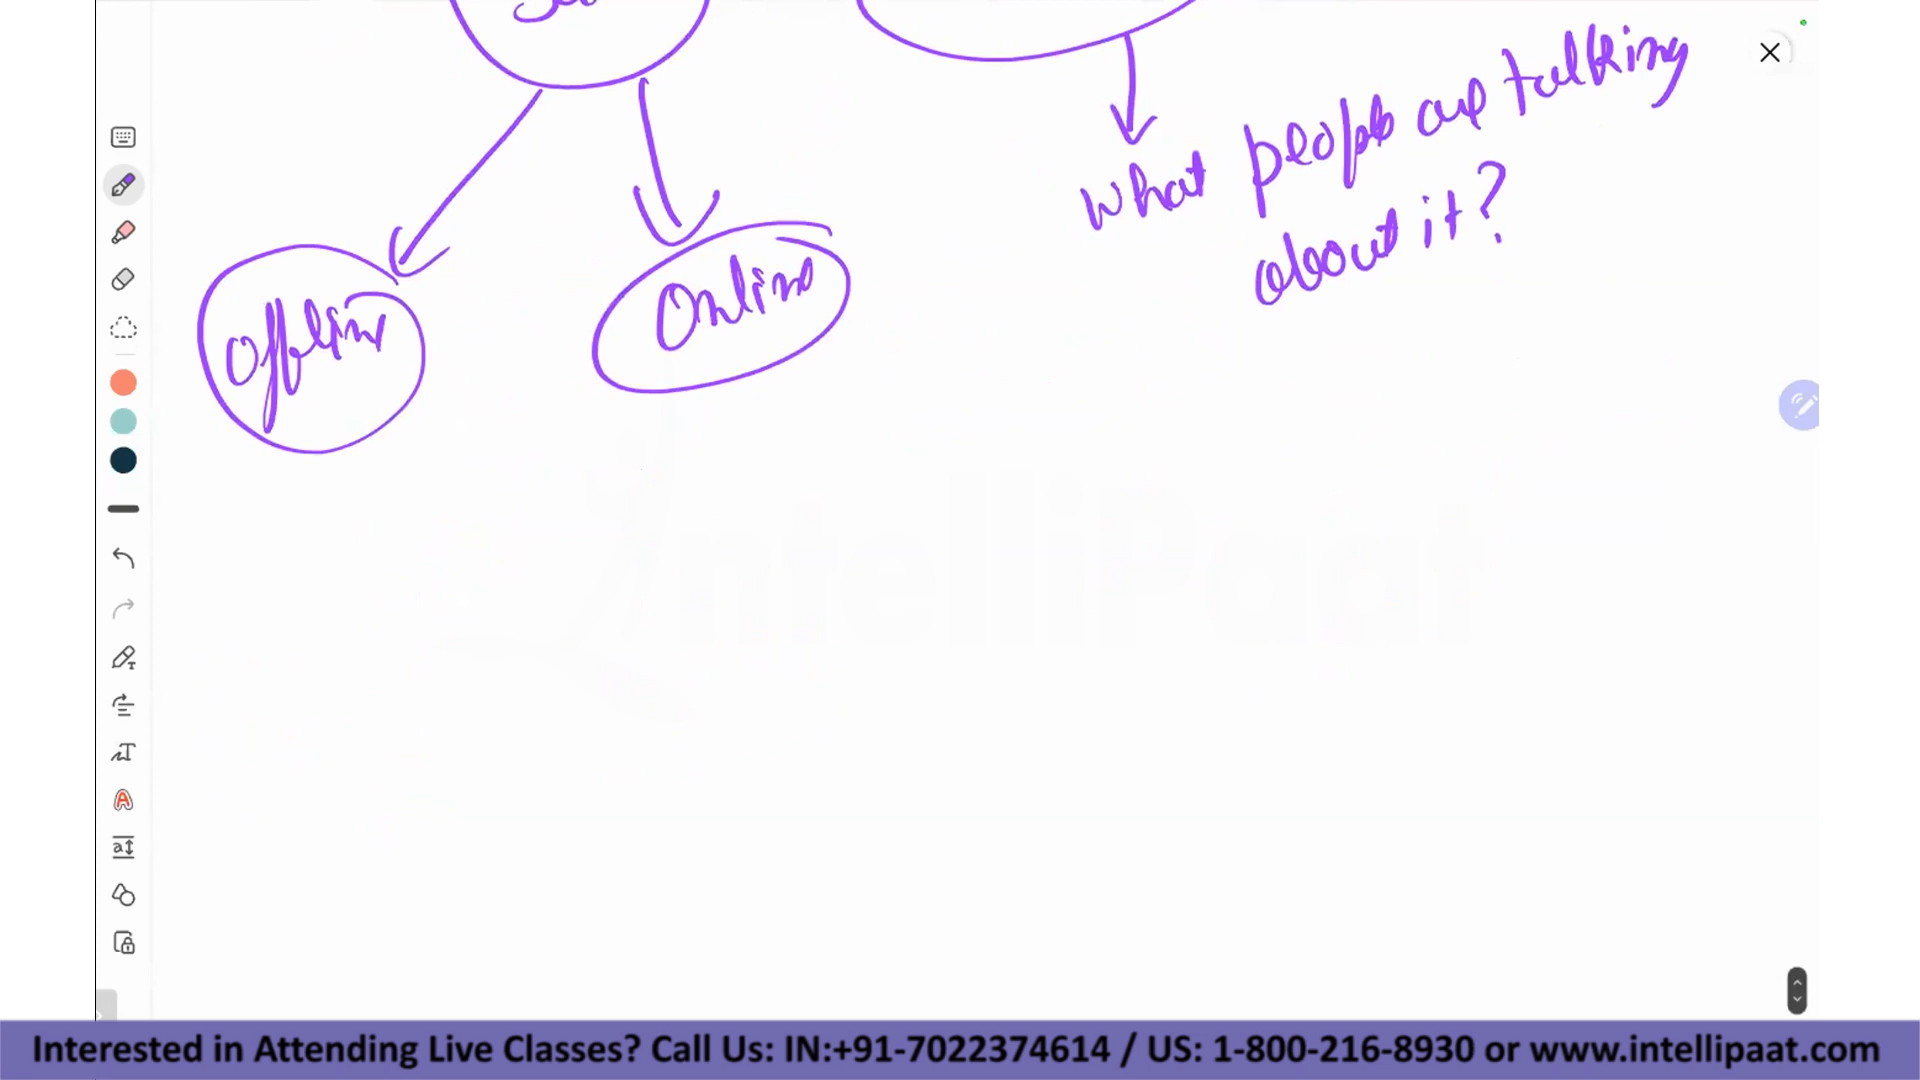 what people are talking
about it?
Offline
Online
IntelliPaat
Interested in Attending Live Classes? Call Us: IN:+91-7022374614 / US: 1-800-216-8930 or www.intellipaat.com